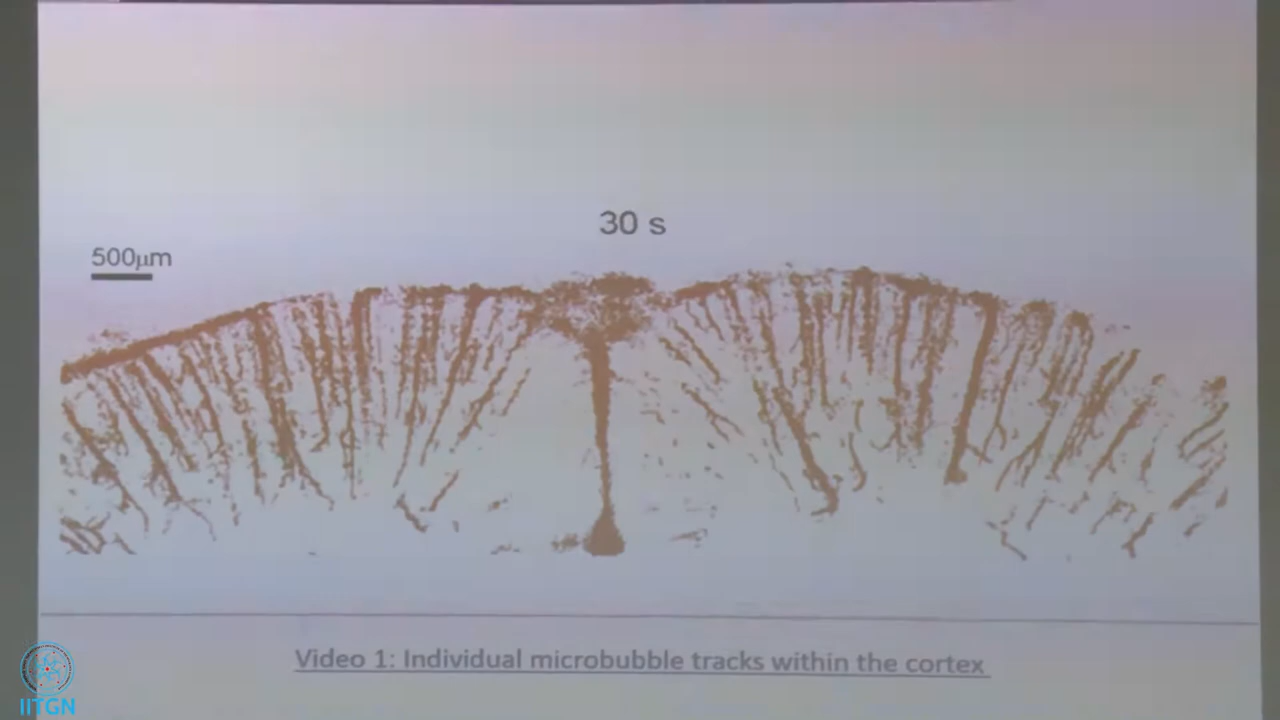 30 s
500μm
Video 1: Individual microbubble tracks within the cortex
IITGN